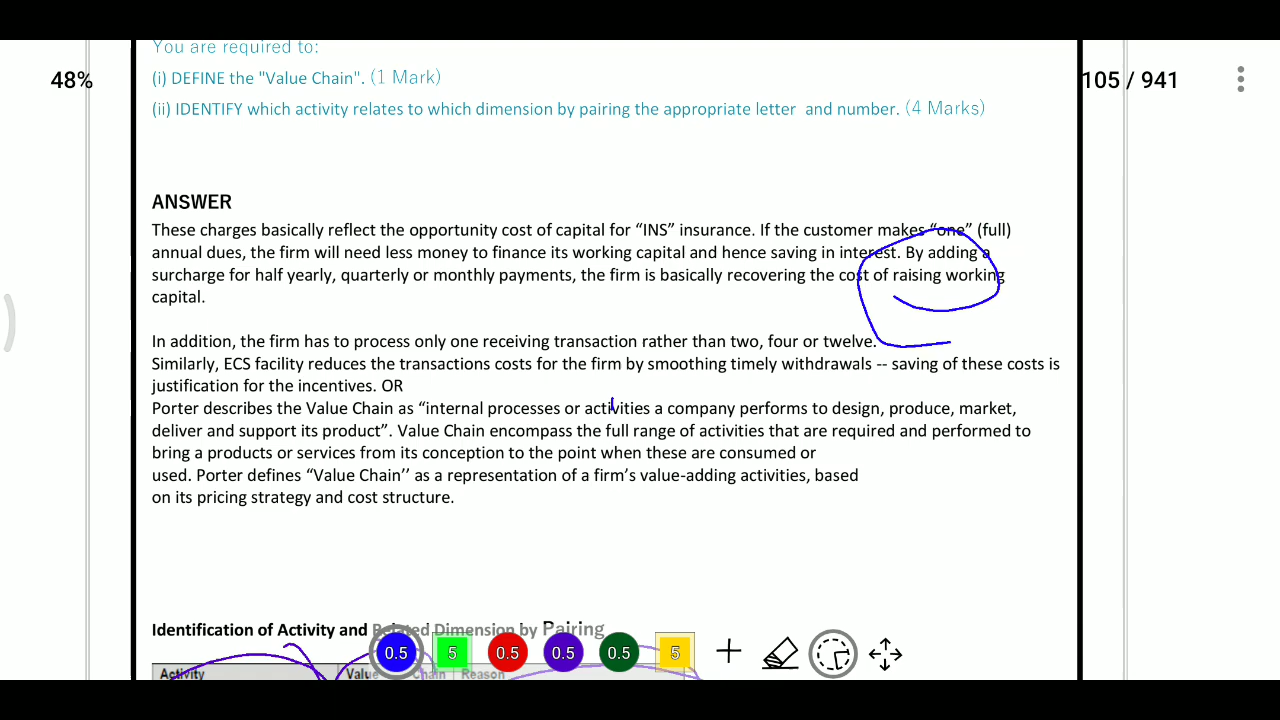 You are required to:
48%
(i) DEFINE the "Value Chain". (1 Mark)
105 / 941
(ii) IDENTIFY which activity relates to which dimension by pairing the appropriate letter and number. (4 Marks)
ANSWER
These charges basically reflect the opportunity cost of capital for “INS” insurance. If the customer makes “one” (full)
annual dues, the firm will need less money to finance its working capital and hence saving in interest. By adding a
surcharge for half yearly, quarterly or monthly payments, the firm is basically recovering the cost of raising working
capital.
In addition, the firm has to process only one receiving transaction rather than two, four or twelve.
Similarly, ECS facility reduces the transactions costs for the firm by smoothing timely withdrawals -- saving of these costs is
justification for the incentives. OR
Porter describes the Value Chain as “internal processes or activities a company performs to design, produce, market,
deliver and support its product”. Value Chain encompass the full range of activities that are required and performed to
bring a products or services from its conception to the point when these are consumed or
used. Porter defines “Value Chain’’ as a representation of a firm’s value-adding activities, based
on its pricing strategy and cost structure.
Identification of Activity and Related Dimension by Pairing
0.5 5 0.5 0.5 0.5 5
Activity Value Chain Reason